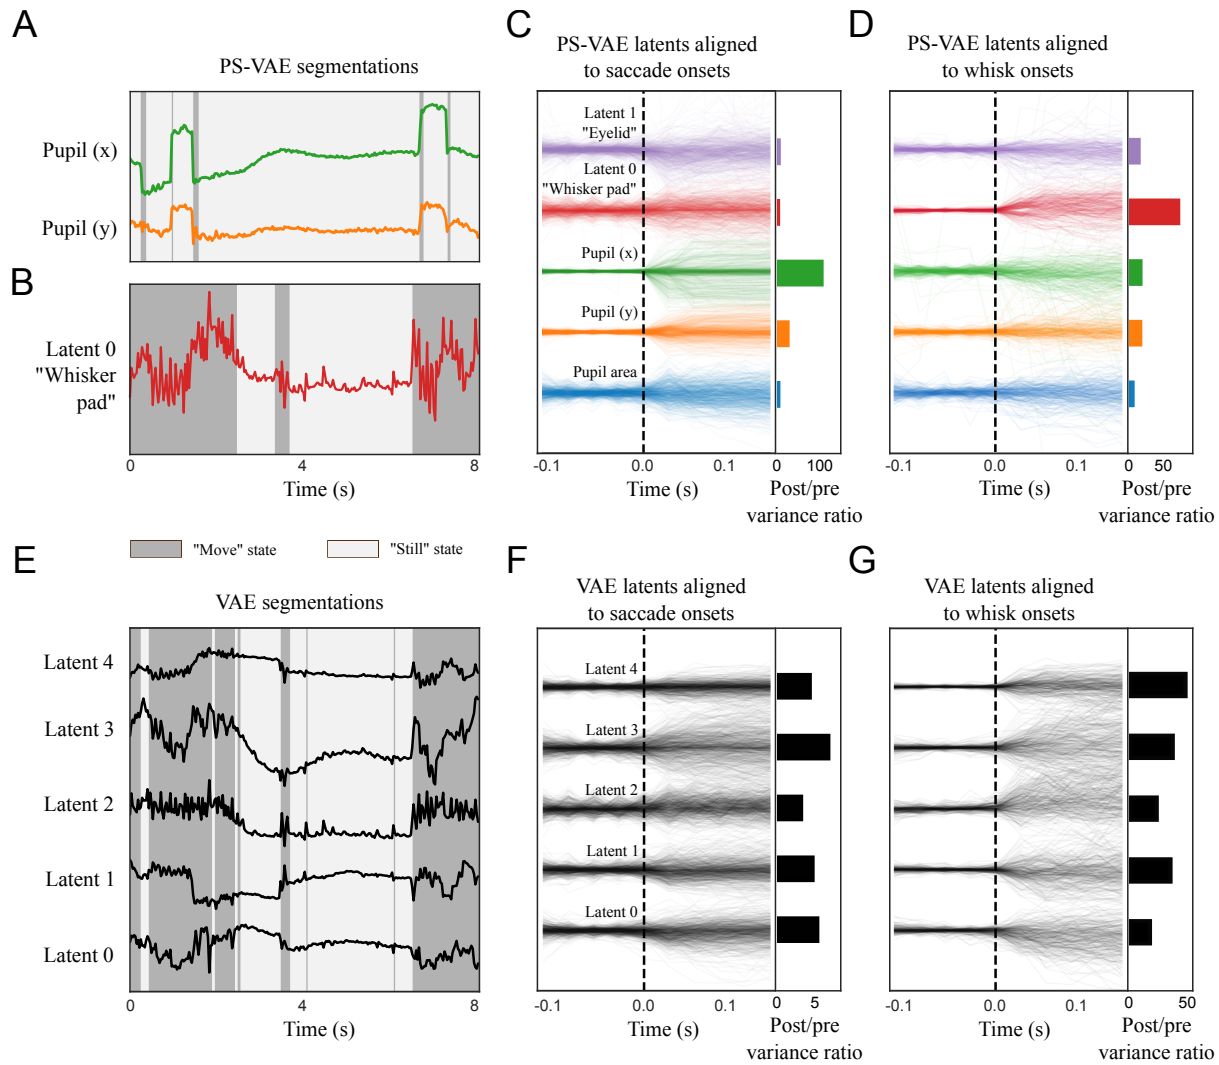 A
PS-VAE segmentations
Pupil (x)
Pupil (y)
B
Latent 0
"Whisker
pad"
0
4
8
Time (s)
"Move" state
"Still" state
C
PS-VAE latents aligned
to saccade onsets
Latent 1
"Eyelid"
Latent 0
"Whisker pad"
Pupil (x)
Pupil (y)
Pupil area
-0.1
0.0
0.1
Time (s)
0
100
Post/pre
variance ratio
D
PS-VAE latents aligned
to whisk onsets
-0.1
0.0
0.1
Time (s)
0
50
Post/pre
variance ratio
E
VAE segmentations
Latent 4
Latent 3
Latent 2
Latent 1
Latent 0
0
4
8
Time (s)
F
VAE latents aligned
to saccade onsets
Latent 4
Latent 3
Latent 2
Latent 1
Latent 0
-0.1
0.0
0.1
Time (s)
0
5
Post/pre
variance ratio
G
VAE latents aligned
to whisk onsets
-0.1
0.0
0.1
Time (s)
0
50
Post/pre
variance ratio